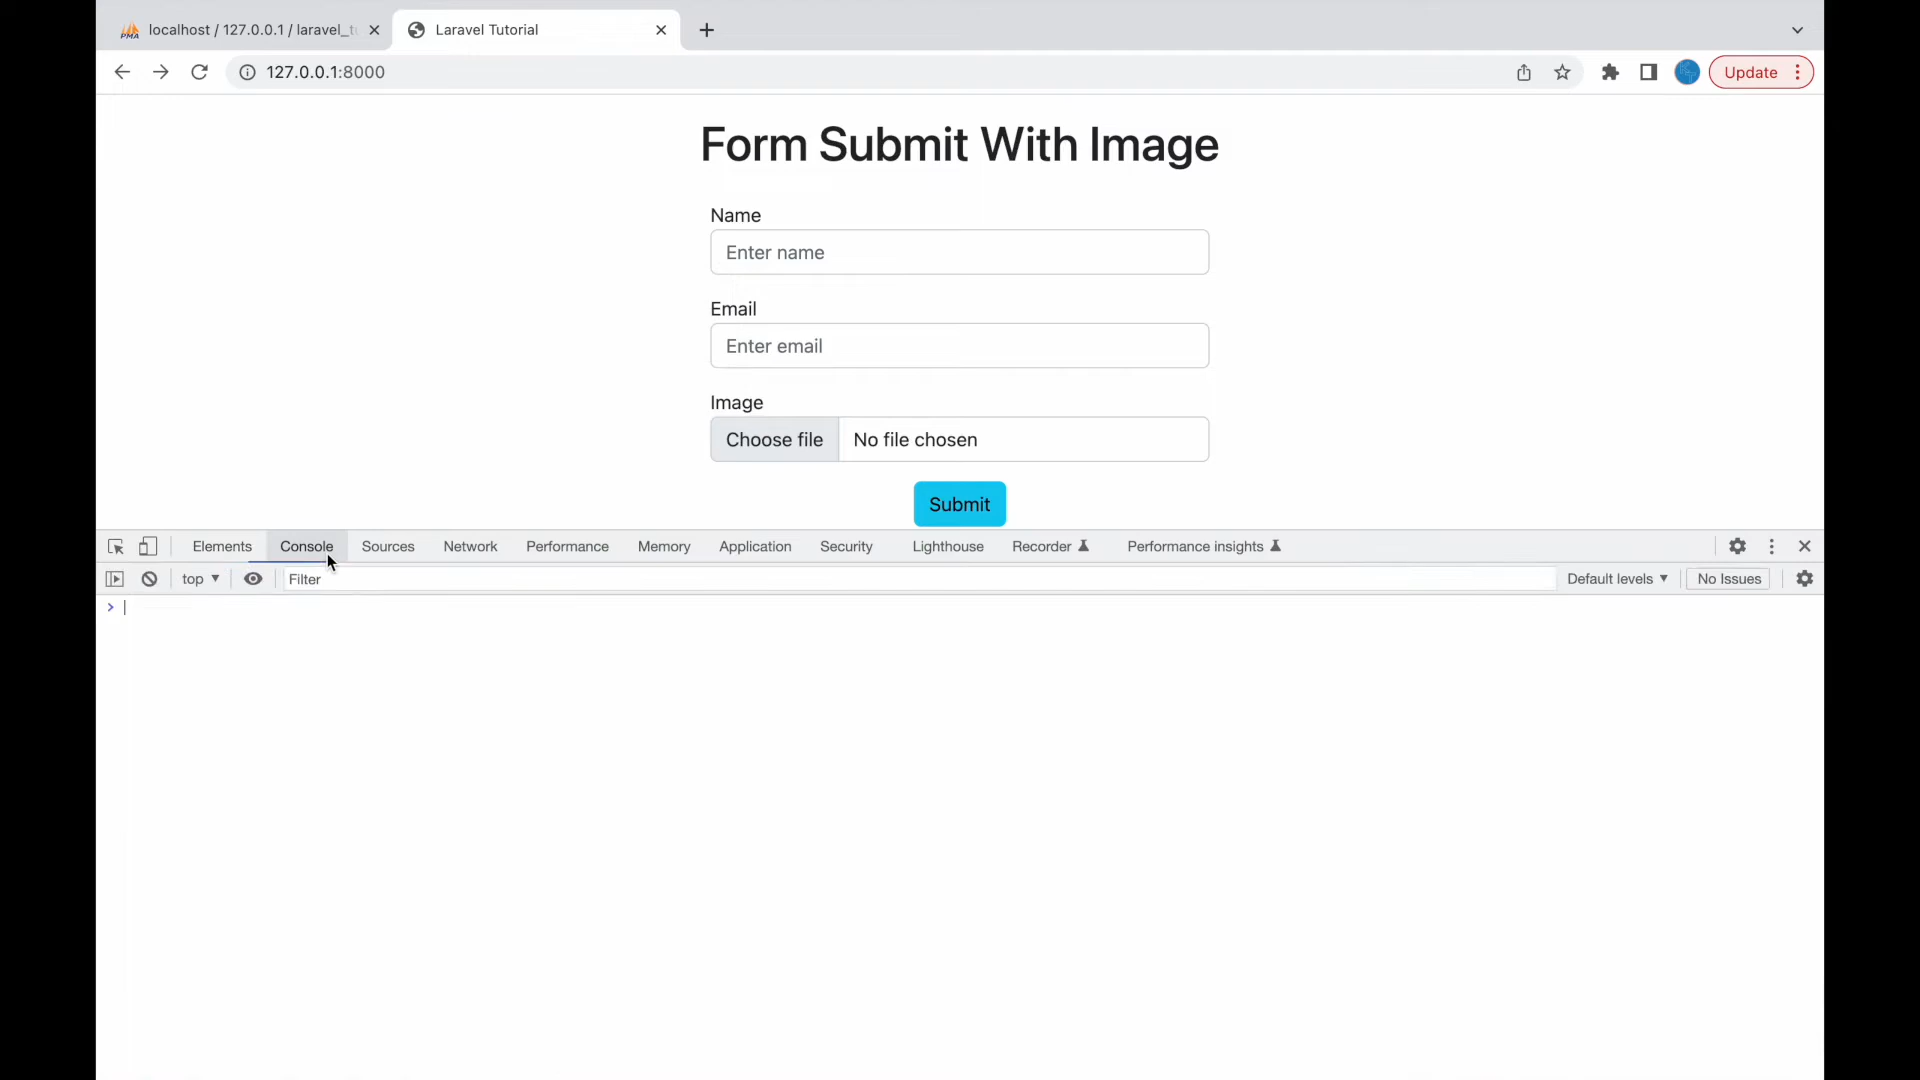 localhost / 127.0.0.1 / laravel_t
Laravel Tutorial
127.0.0.1:8000
Update
Form Submit With Image
Name
Enter name
Email
Enter email
Image
Choose file No file chosen
Submit
Elements Console Sources Network Performance Memory Application Security Lighthouse Recorder Performance insights
top Filter Default levels No Issues